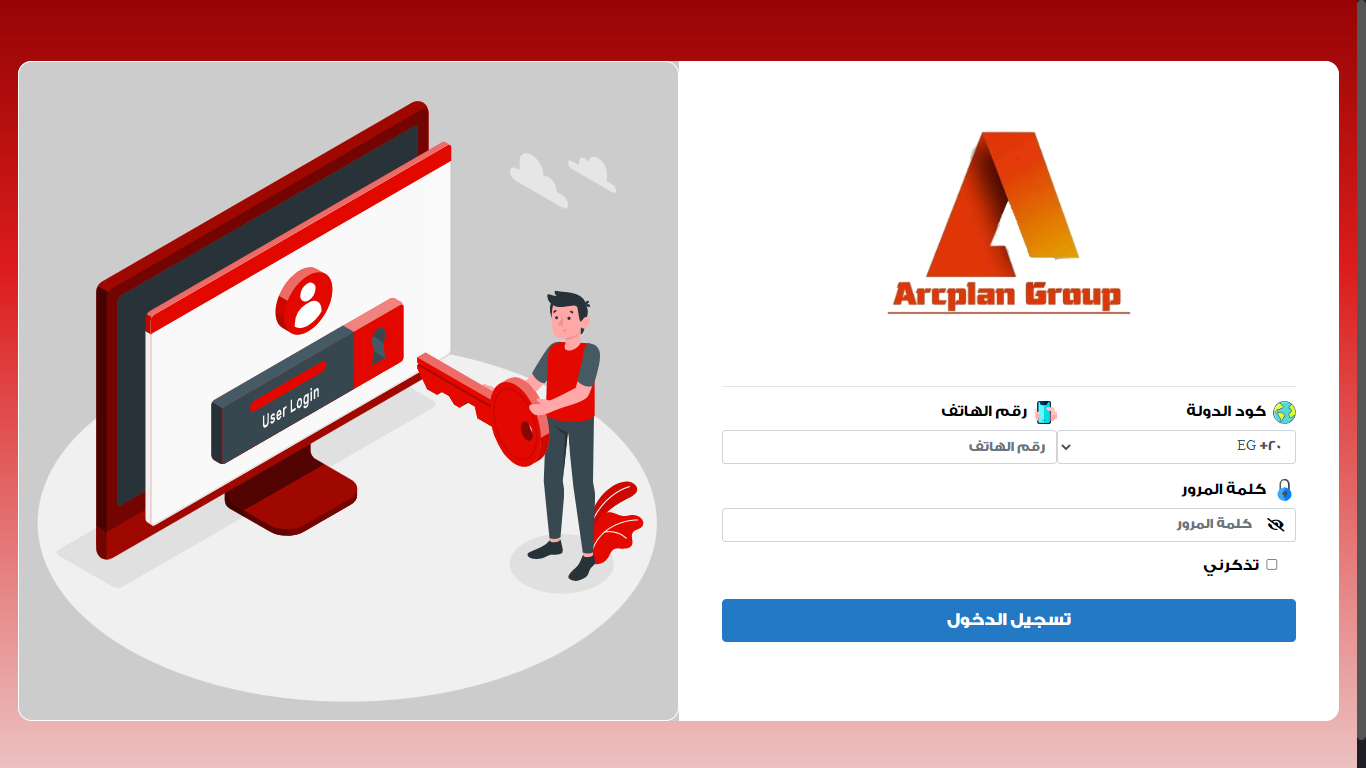 Arcplan Group
كود الدولة
رقم الهاتف
EG +٢٠
رقم الهاتف
كلمة المرور
كلمة المرور
تذكرني
تسجيل الدخول
User Login